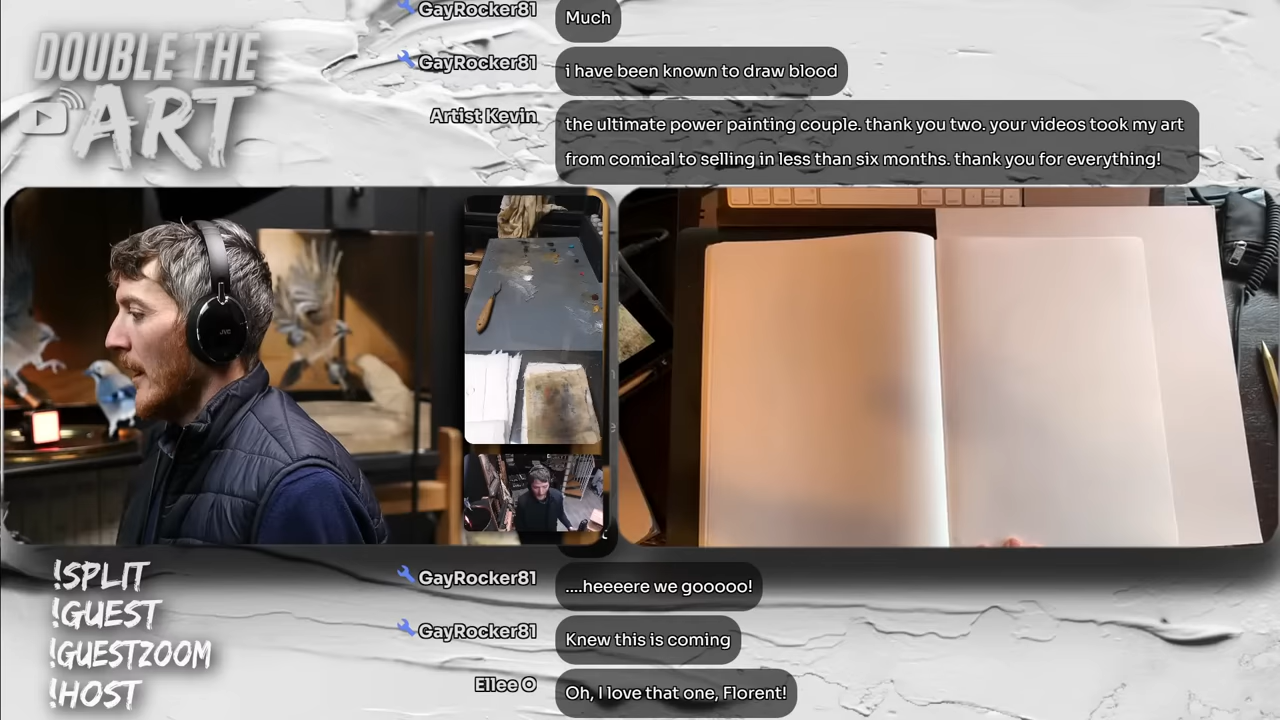 DOUBLE THE
ART
GayRocker81
Much
GayRocker81
i have been known to draw blood
Artist Kevin
the ultimate power painting couple. thank you two. your videos took my art
from comical to selling in less than six months. thank you for everything!
JVC
!SPLIT
!GUEST
!GUESTZOOM
!HOST
GayRocker81
....heeeere we gooooo!
GayRocker81
Knew this is coming
Ellee O
Oh, I love that one, Florent!